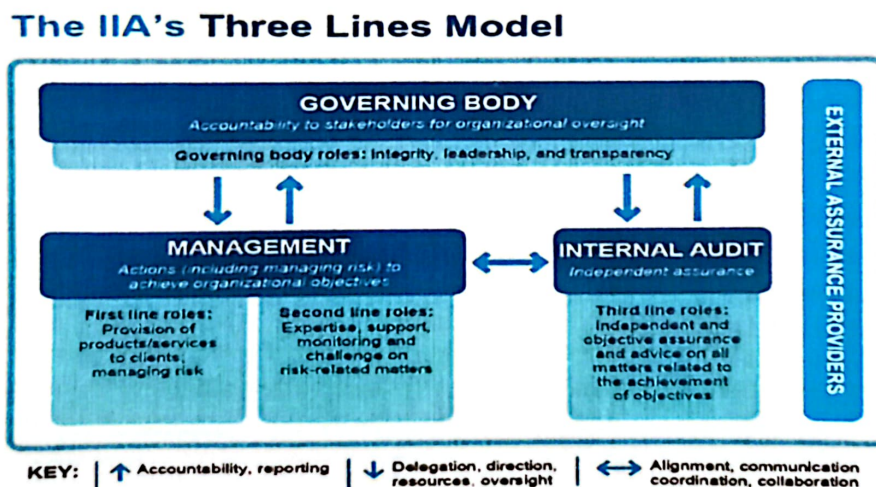 The IIA's Three Lines Model
GOVERNING BODY
Accountability to stakeholders for organizational oversight
Governing body roles: Integrity, leadership, and transparency
MANAGEMENT
Actions (including managing risk) to
achieve organizational objectives
First line roles:
Provision of
products/services
to clients;
managing risk
Second line roles:
Expertise, support,
monitoring and
challenge on
risk-related matters
INTERNAL AUDIT
Independent assurance
Third line roles:
Independent and
objective assurance
and advice on all
matters related to
the achievement
of objectives
EXTERNAL ASSURANCE PROVIDERS
KEY:
Accountability, reporting
Delegation, direction,
resources, oversight
Alignment, communication
coordination, collaboration